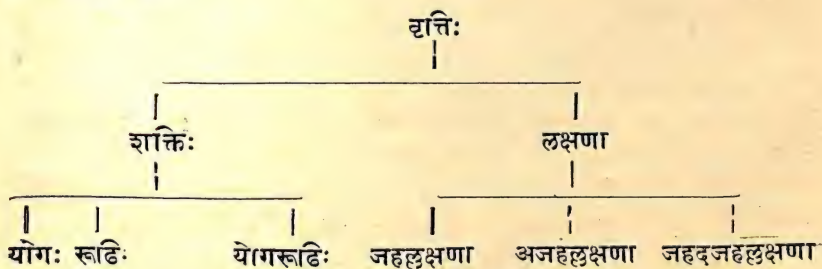 वृत्तिः
शक्तिः लक्षणा
योगः रूढिः योगरूढिः जहल्लक्षणा अजहल्लक्षणा जहदजहल्लक्षणा